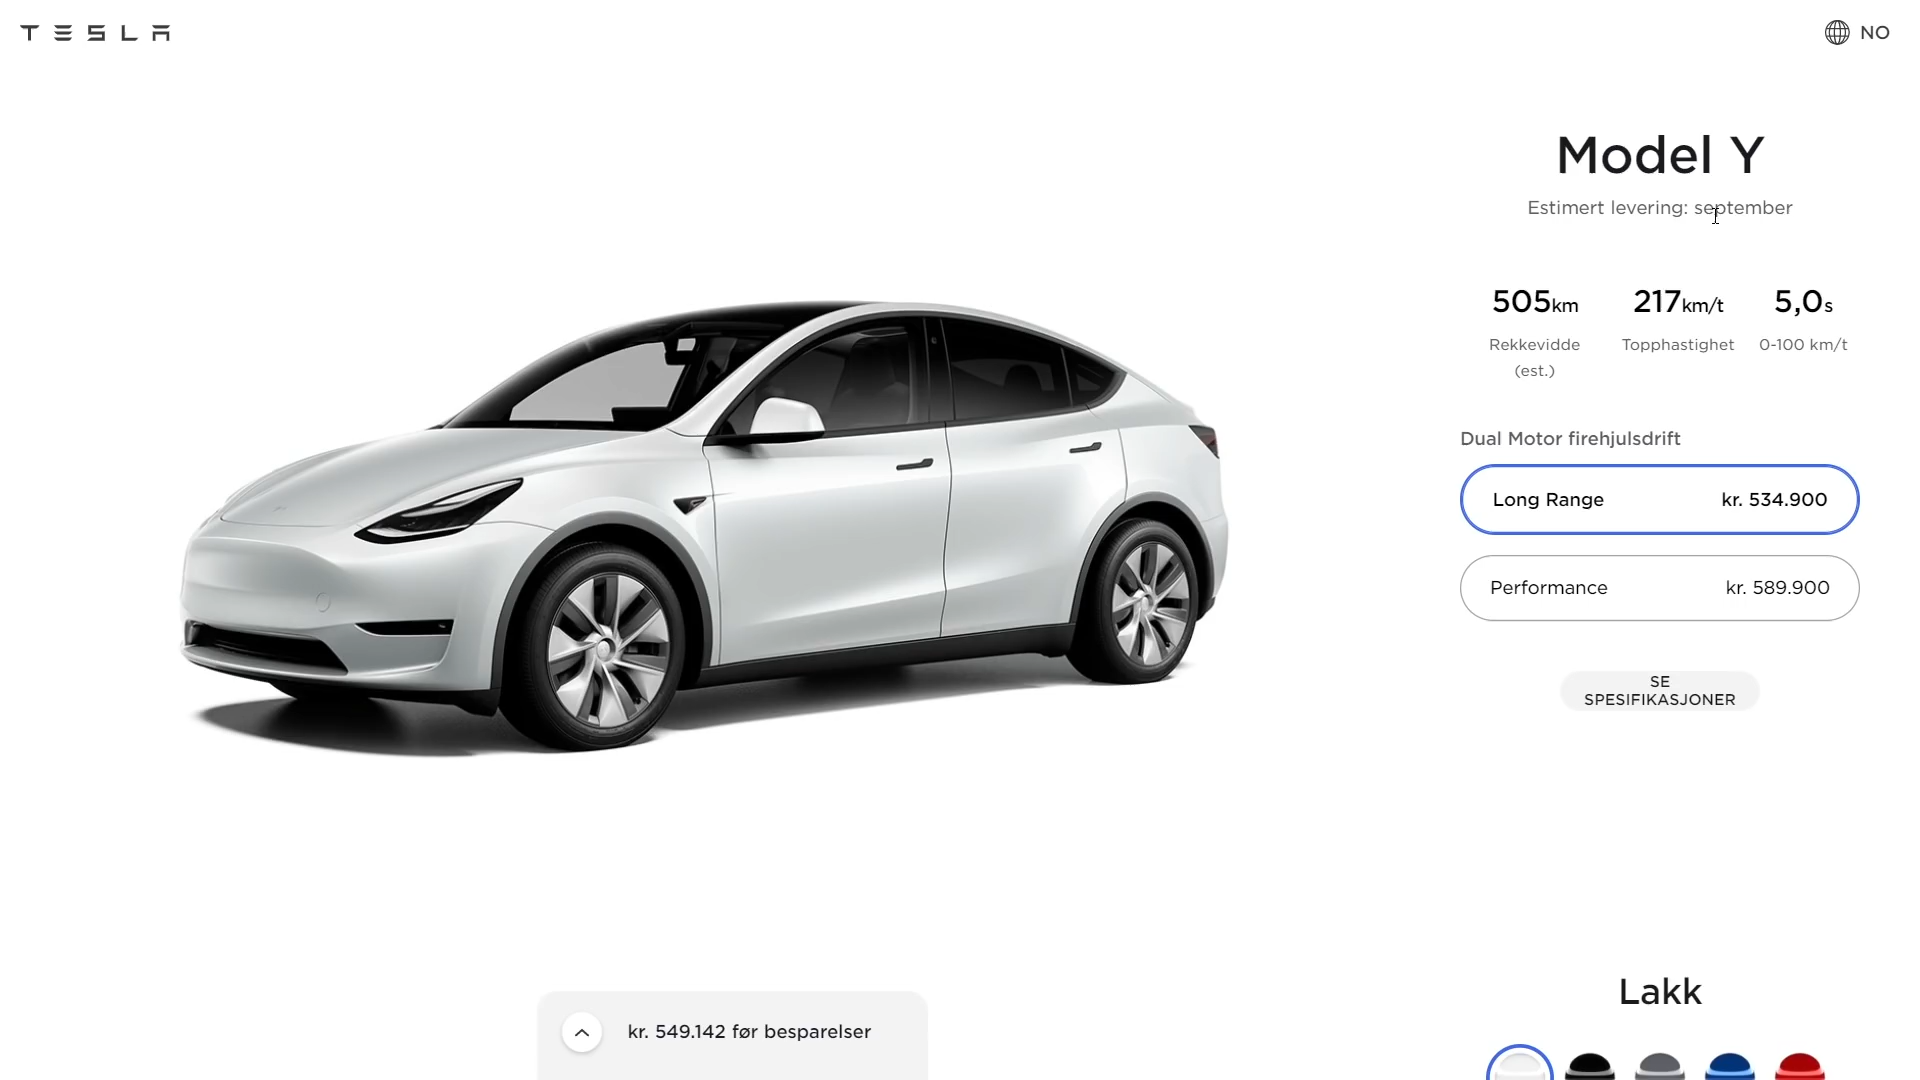 TESLA
NO
Model Y
Estimert levering: september
505km
217km/t
5,0s
Rekkevidde
(est.)
Topphastighet
0-100 km/t
Dual Motor firehjulsdrift
Long Range kr. 534.900
Performance kr. 589.900
SE
SPESIFIKASJONER
Lakk
kr. 549.142 før besparelser